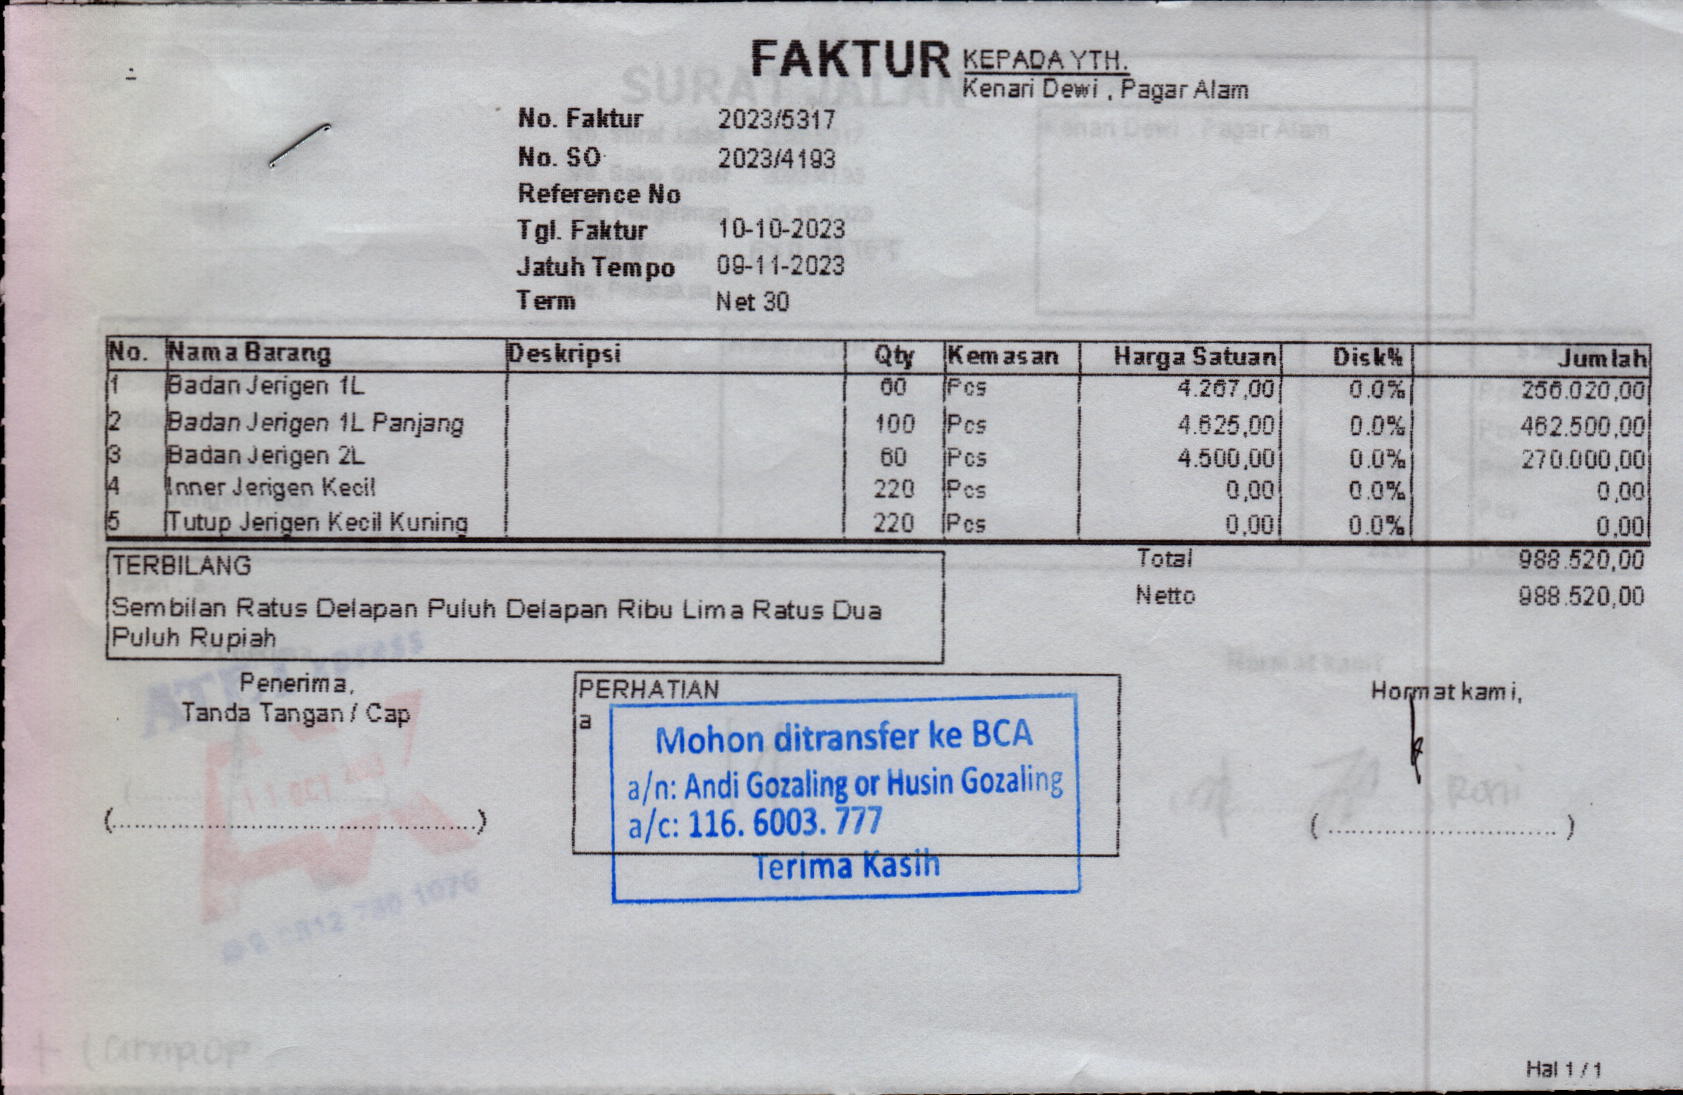 FAKTUR
KEPADA YTH.
Kenari Dewi , Pagar Alam
No. Faktur 2023/5317
No. SO 2023/4193
Reference No
Tgl. Faktur 10-10-2023
Jatuh Tempo 09-11-2023
Term Net 30
No. Nama Barang Deskripsi Qty Kemasan Harga Satuan Disk% Jumlah
1 Badan Jerigen 1L 60 Pcs 4.267,00 0.0% 256.020,00
2 Badan Jerigen 1L Panjang 100 Pcs 4.625,00 0.0% 462.500,00
3 Badan Jerigen 2L 60 Pcs 4.500,00 0.0% 270.000,00
4 Inner Jerigen Kecil 220 Pcs 0,00 0.0% 0,00
5 Tutup Jerigen Kecil Kuning 220 Pcs 0,00 0.0% 0,00
TERBILANG
Sembilan Ratus Delapan Puluh Delapan Ribu Lima Ratus Dua
Puluh Rupiah
Total 988.520,00
Netto 988.520,00
Penerima,
Tanda Tangan / Cap
(..................................................)
PERHATIAN
a
Mohon ditransfer ke BCA
a/n: Andi Gozaling or Husin Gozaling
a/c: 116. 6003. 777
Terima Kasih
Hormat kami,
Roni
( ................................ )
Hal 1 / 1